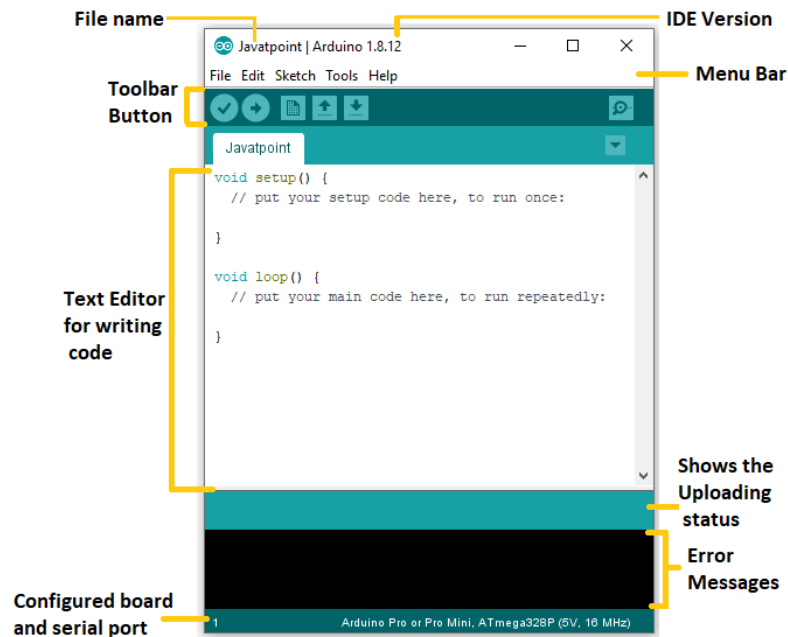 File name
IDE Version
Javatpoint | Arduino 1.8.12
File Edit Sketch Tools Help
Menu Bar
Toolbar
Button
Javatpoint
void setup() {
// put your setup code here, to run once:
}
void loop() {
// put your main code here, to run repeatedly:
}
Text Editor
for writing
code
Shows the
Uploading
status
Error
Messages
Configured board
and serial port
1
Arduino Pro or Pro Mini, ATmega328P (5V, 16 MHz)